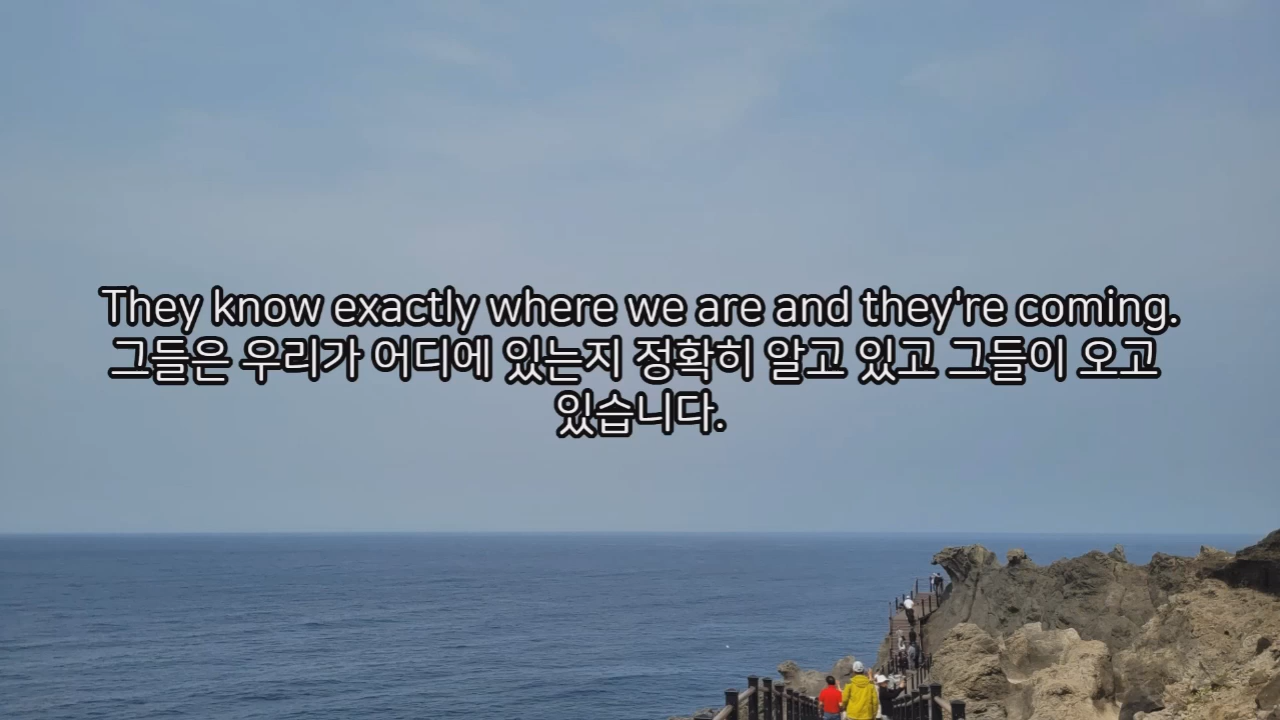 They know exactly where we are and they're coming.
그들은 우리가 어디에 있는지 정확히 알고 있고 그들이 오고
있습니다.